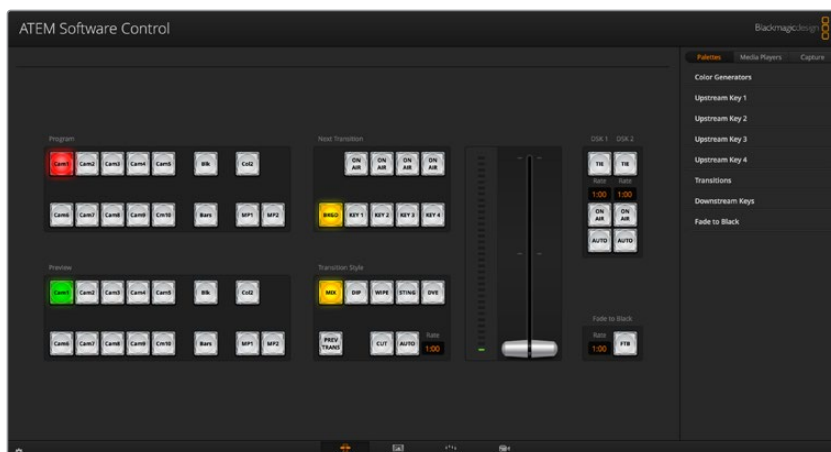 ATEM Software Control
Blackmagicdesign
Palettes Media Players Capture
Color Generators
Upstream Key 1
Upstream Key 2
Upstream Key 3
Upstream Key 4
Transitions
Downstream Keys
Fade to Black
Program
Cam1 Cam2 Cam3 Cam4 Cam5 Blk Col2
Cam6 Cam7 Cam8 Cam9 Cm10 Bars MP1 MP2
Next Transition
ON AIR ON AIR ON AIR ON AIR
BKGD KEY 1 KEY 2 KEY 3 KEY 4
DSK 1 DSK 2
TIE TIE
Rate Rate
1:00 1:00
ON AIR ON AIR
AUTO AUTO
Preview
Cam1 Cam2 Cam3 Cam4 Cam5 Blk Col2
Cam6 Cam7 Cam8 Cam9 Cm10 Bars MP1 MP2
Transition Style
MIX DIP WIPE STING DVE
Rate
PREV TRANS CUT AUTO 1:00
Fade to Black
Rate
1:00 FTB